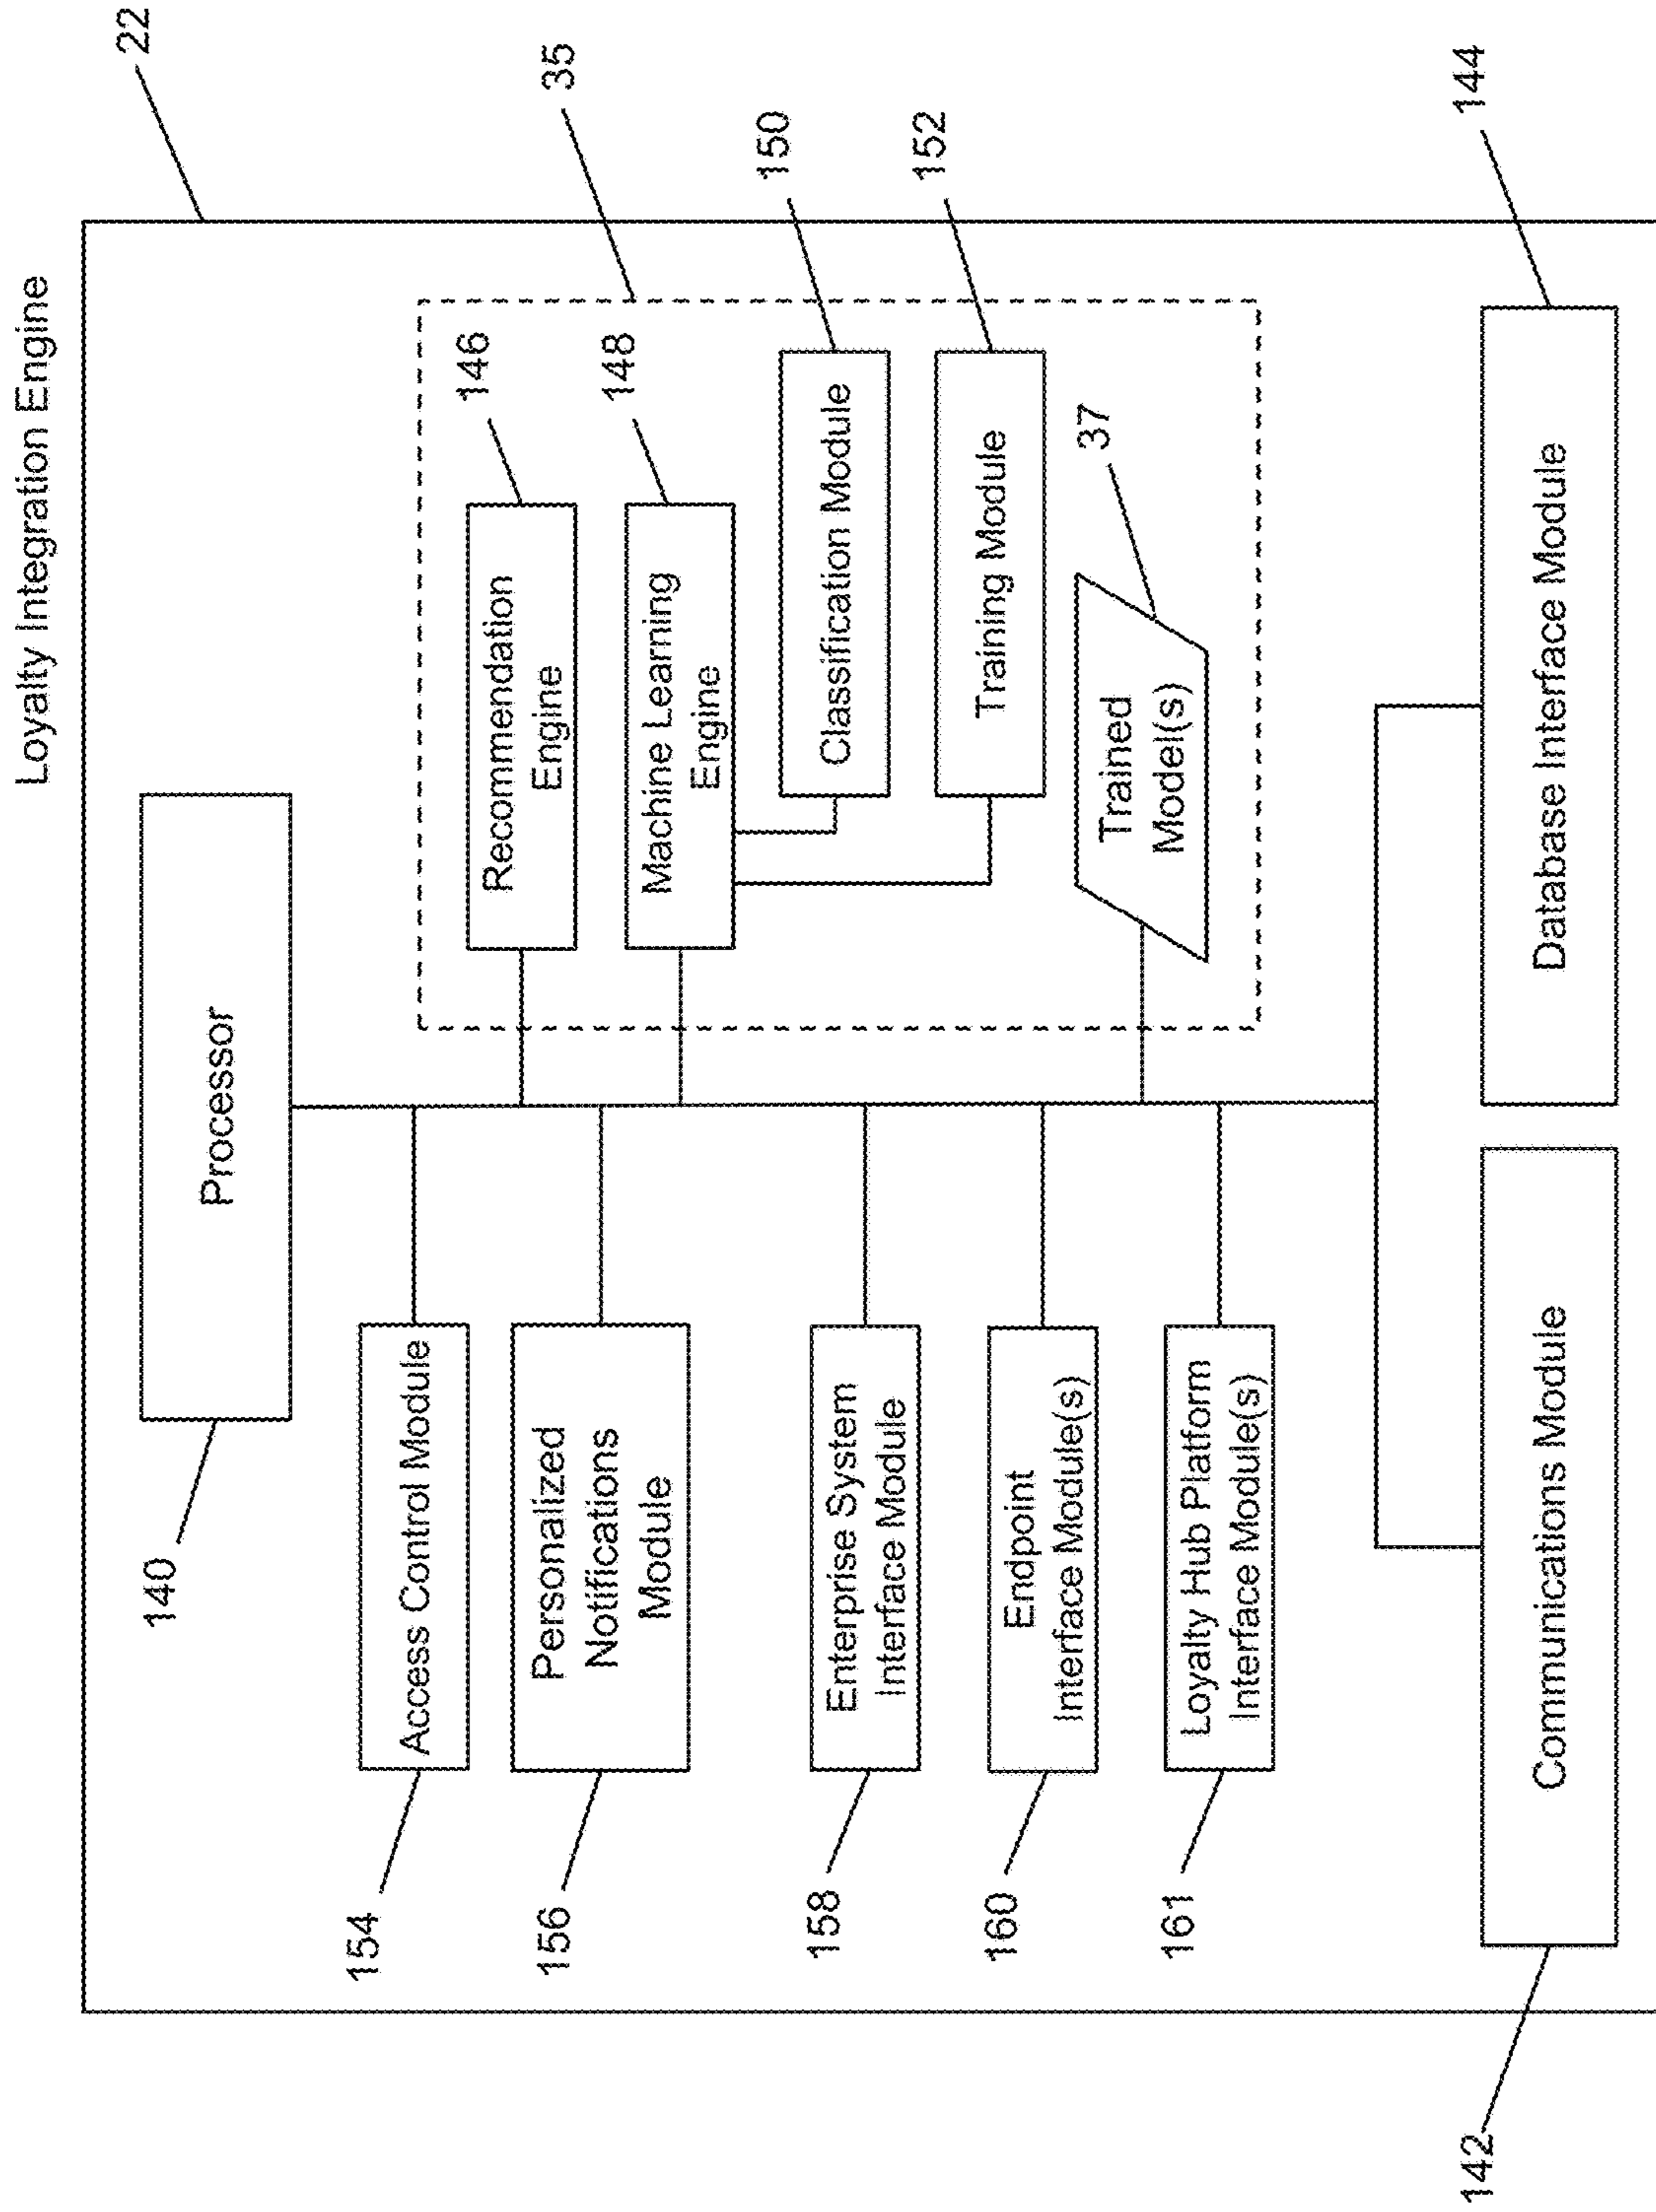 Loyalty Integration Engine
22
140
Processor
35
154
Access Control Module
146
Recommendation
Engine
156
Personalized
Notifications
Module
148
Machine Learning
Engine
150
Classification Module
158
Enterprise System
Interface Module
152
Training Module
160
Endpoint
Interface Module(s)
37
Trained
Model(s)
161
Loyalty Hub Platform
Interface Module(s)
142
Communications Module
144
Database Interface Module